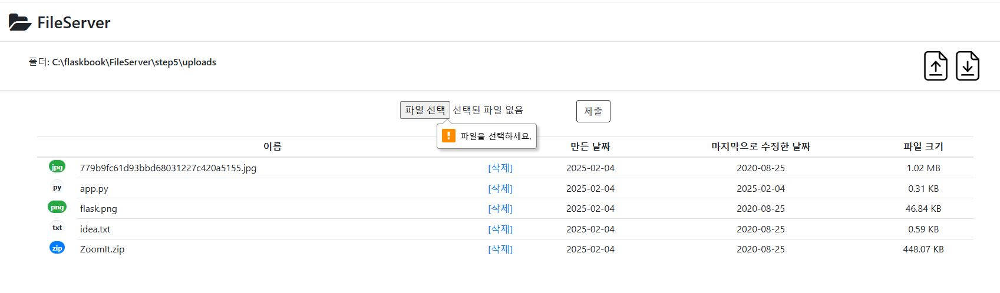 FileServer
폴더: C:\flaskbook\FileServer\step5\uploads
파일 선택 선택된 파일 없음 제출
파일을 선택하세요.
이름 만든 날짜 마지막으로 수정한 날짜 파일 크기
jpg 779b9fc61d93bbd68031227c420a5155.jpg [삭제] 2025-02-04 2020-08-25 1.02 MB
py app.py [삭제] 2025-02-04 2025-02-04 0.31 KB
png flask.png [삭제] 2025-02-04 2020-08-25 46.84 KB
txt idea.txt [삭제] 2025-02-04 2020-08-25 0.59 KB
zip ZoomIt.zip [삭제] 2025-02-04 2020-08-25 448.07 KB